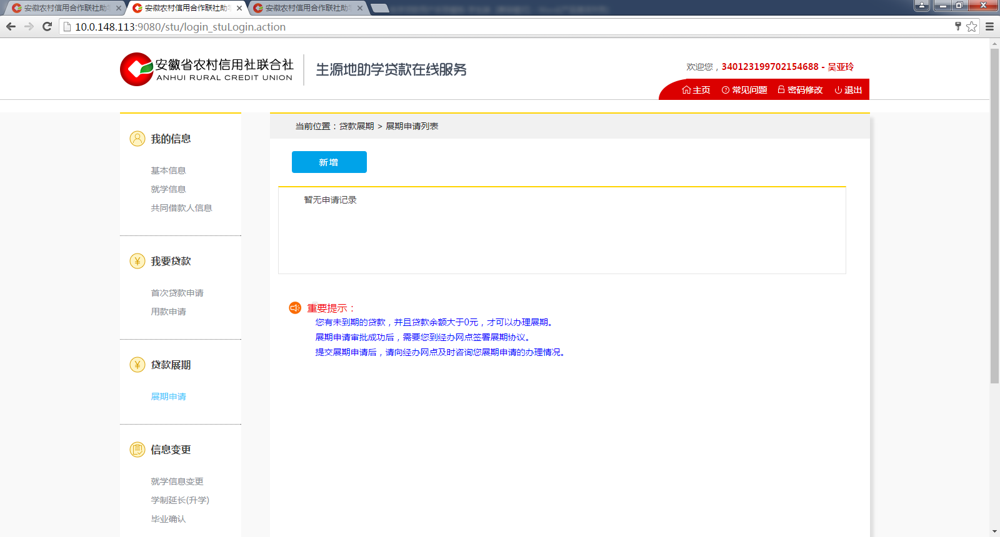 安徽农村信用合作联社助学
安徽农村信用合作联社助学
安徽农村信用合作联社助学
10.0.148.113:9080/stu/login_stuLogin.action
安徽省农村信用社联合社
ANHUI RURAL CREDIT UNION
生源地助学贷款在线服务
欢迎您，340123199702154688 - 吴亚玲
主页 常见问题 密码修改 退出
我的信息
基本信息
就学信息
共同借款人信息
我要贷款
首次贷款申请
用款申请
贷款展期
展期申请
信息变更
就学信息变更
学制延长(升学)
毕业确认
当前位置：贷款展期 > 展期申请列表
新增
暂无申请记录
重要提示：
您有未到期的贷款，并且贷款余额大于0元，才可以办理展期。
展期申请审批成功后，需要您到经办网点签署展期协议。
提交展期申请后，请向经办网点及时咨询您展期申请的办理情况。